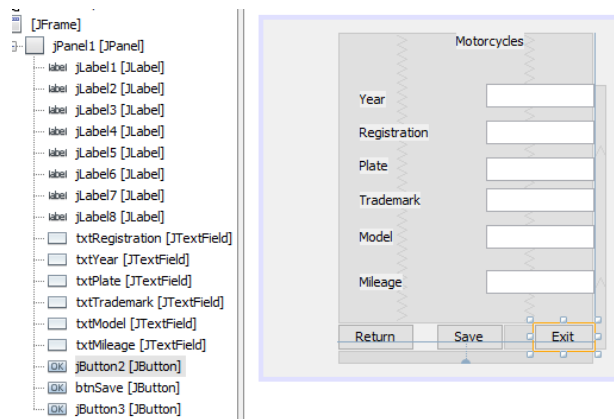 [JFrame]
jPanel1 [JPanel]
label jLabel1 [JLabel]
label jLabel2 [JLabel]
label jLabel3 [JLabel]
label jLabel4 [JLabel]
label jLabel5 [JLabel]
label jLabel6 [JLabel]
label jLabel7 [JLabel]
label jLabel8 [JLabel]
txtRegistration [JTextField]
txtYear [JTextField]
txtPlate [JTextField]
txtTrademark [JTextField]
txtModel [JTextField]
txtMileage [JTextField]
OK jButton2 [JButton]
OK btnSave [JButton]
OK jButton3 [JButton]
Motorcycles
Year
Registration
Plate
Trademark
Model
Mileage
Return Save Exit